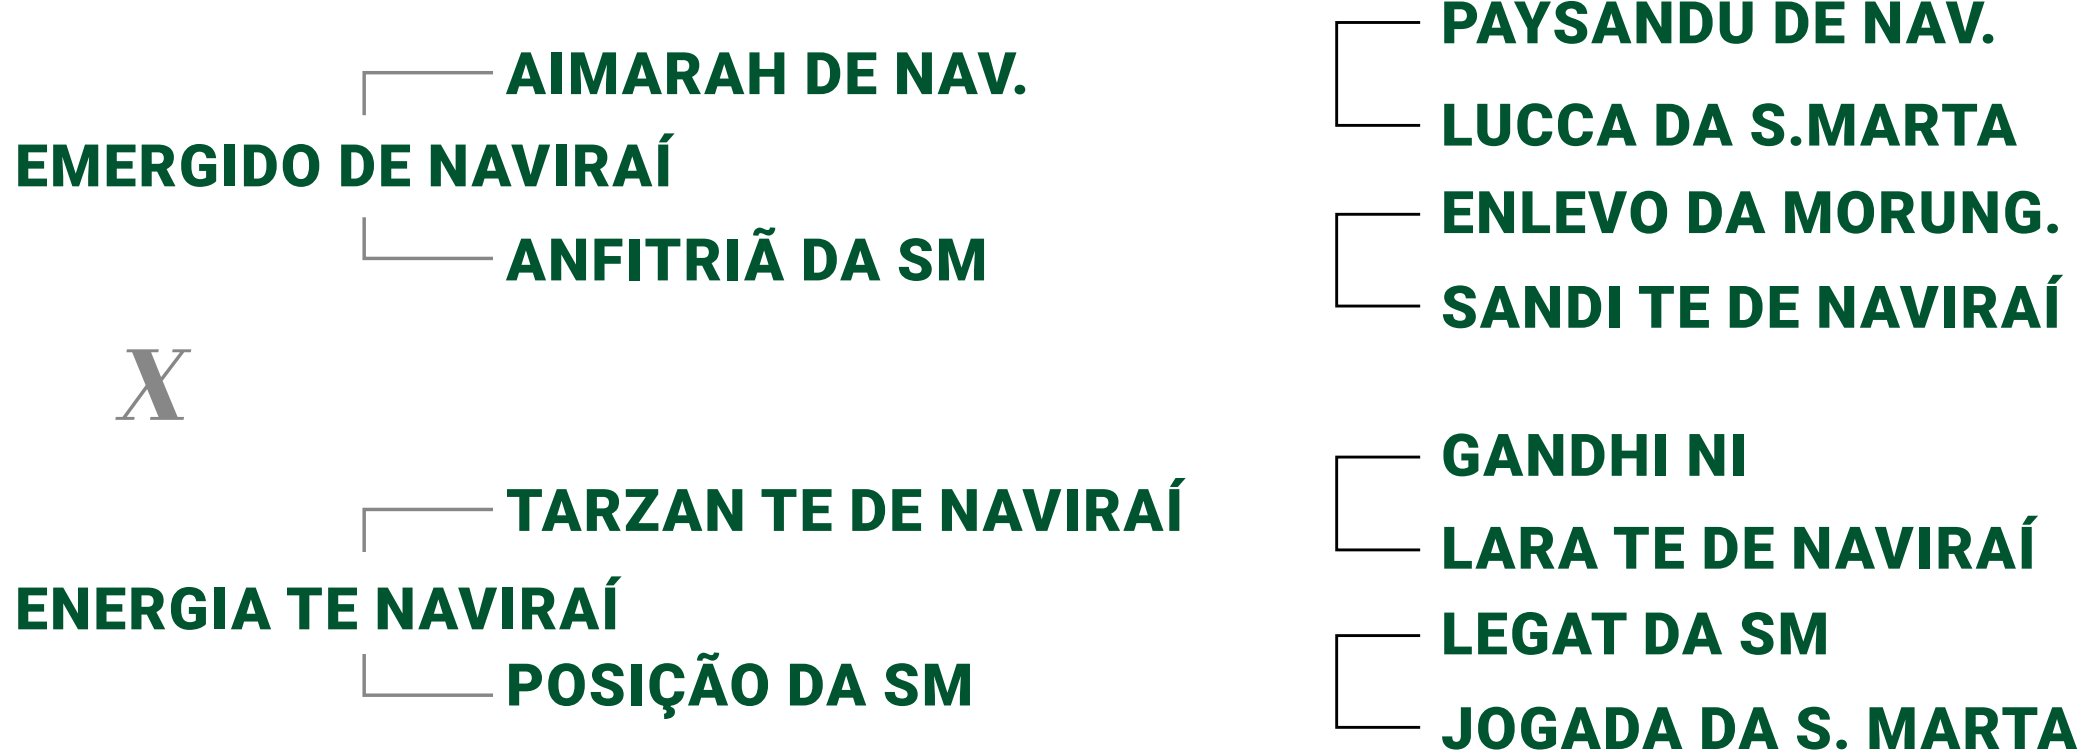 PAYSANDU DE NAV.
AIMARAH DE NAV.
LUCCA DA S.MARTA
EMERGIDO DE NAVIRAÍ
ENLEVO DA MORUNG.
ANFITRIÃ DA SM
SANDI TE DE NAVIRAÍ
X
GANDHI NI
TARZAN TE DE NAVIRAÍ
LARA TE DE NAVIRAÍ
ENERGIA TE NAVIRAÍ
LEGAT DA SM
POSIÇÃO DA SM
JOGADA DA S. MARTA